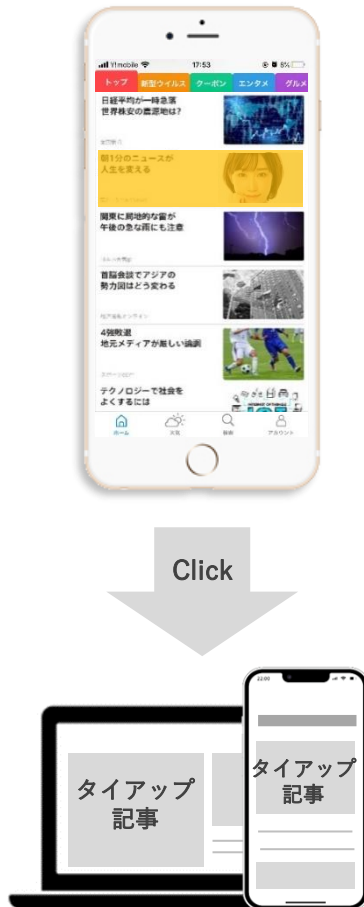 Y!mobile 17:53 8%
トップ 新型ウイルス クーポン エンタメ グルメ
日経平均が一時急落
世界株安の震源地は?
朝1分のニュースが
人生を変える
関東に局地的な雷が
午後の急な雨にも注意
首脳会談でアジアの
勢力図はどう変わる
4強敗退
地元メディアが厳しい論調
テクノロジーで社会を
よくするには
ホーム 天気 検索 アカウント
Click
タイアップ
記事
タイアップ
記事